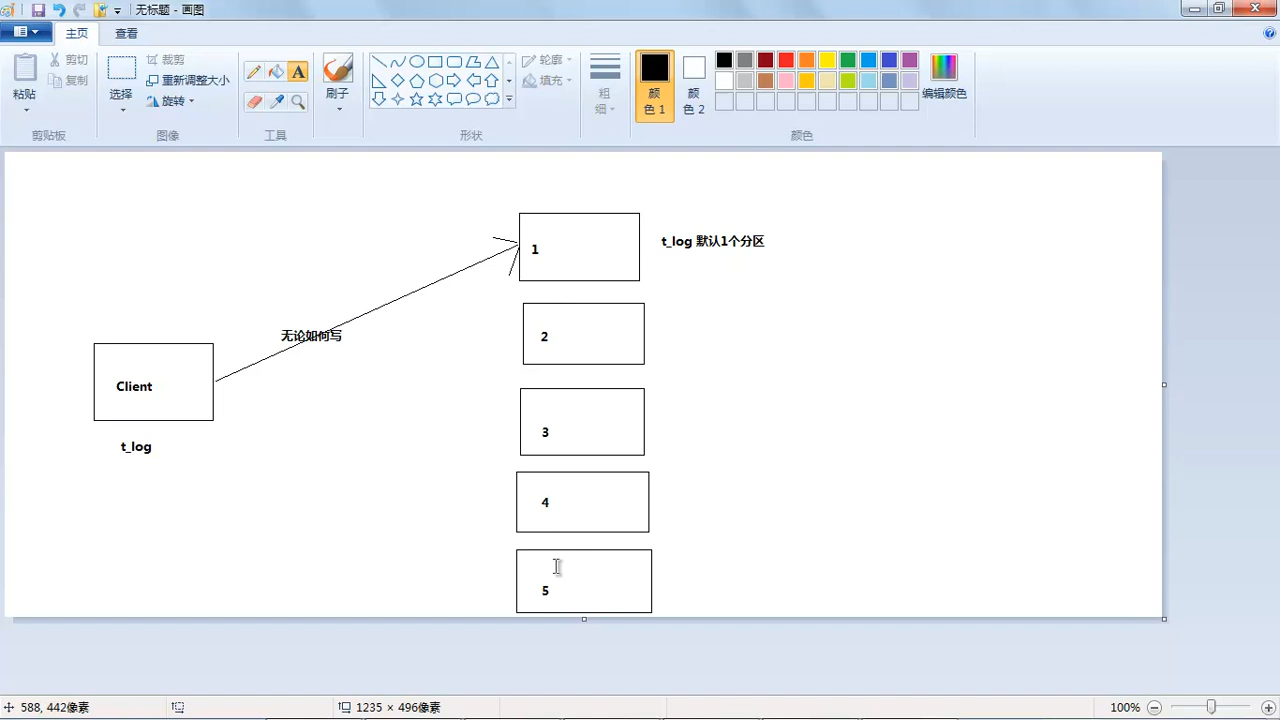 无标题 - 画图
主页
查看
粘贴
剪切
复制
剪贴板
选择
裁剪
重新调整大小
旋转
图像
工具
刷子
轮廓
填充
形状
粗
细
颜
色 1
颜
色 2
编辑颜色
颜色
A
1
t_log 默认1个分区
2
无论如何写
Client
3
t_log
4
5
588, 442像素
1235 × 496像素
100%